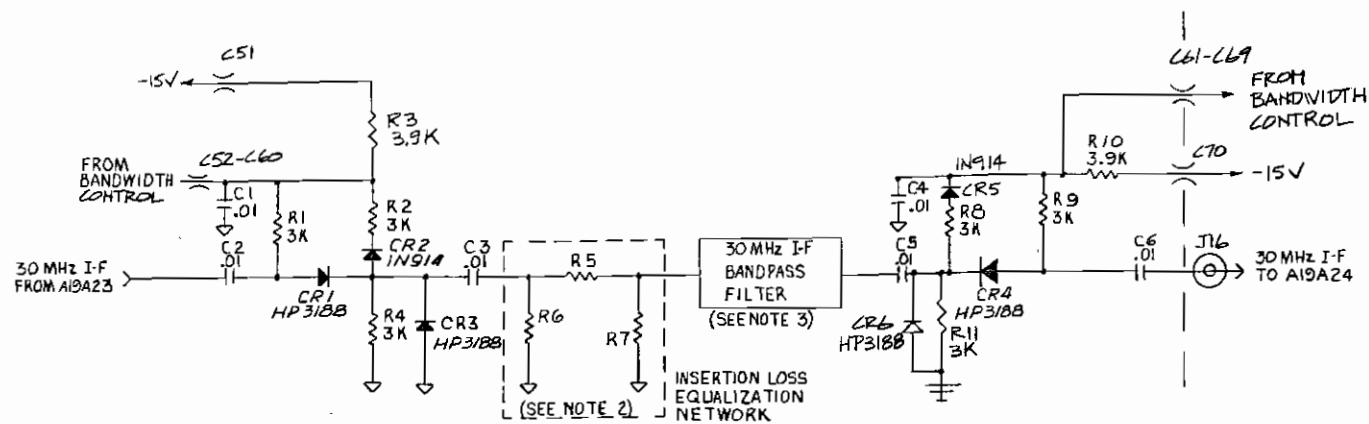 C51
-15V
R3
3.9K
FROM
BANDWIDTH
CONTROL
C52-C60
C1
.01
R1
3K
R2
3K
CR2
1N914
C2
.01
30 MHz I-F
FROM A19A23
CR1
HP3188
R4
3K
CR3
HP3188
C3
.01
R5
R6
R7
(SEE NOTE 2)
INSERTION LOSS
EQUALIZATION
NETWORK
30 MHz I-F
BANDPASS
FILTER
(SEE NOTE 3)
C4
.01
1N914
CR5
R8
3K
C5
.01
CR6
HP3188
R11
3K
CR4
HP3188
R9
3K
R10
3.9K
C61-C69
FROM
BANDWIDTH
CONTROL
C70
-15V
C6
.01
J16
30 MHz I-F
TO A19A24